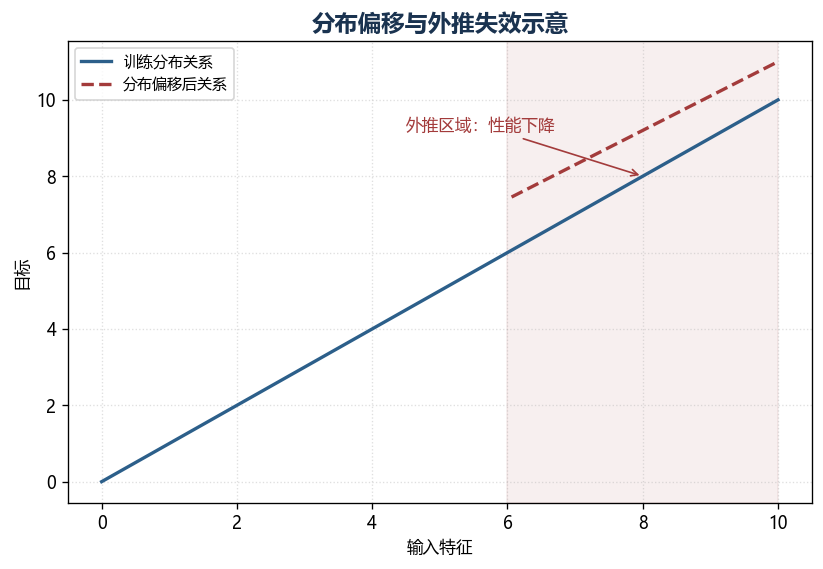 分布偏移与外推失效示意
训练分布关系
分布偏移后关系
外推区域：性能下降
目标
10
8
6
4
2
0
0 2 4 6 8 10
输入特征